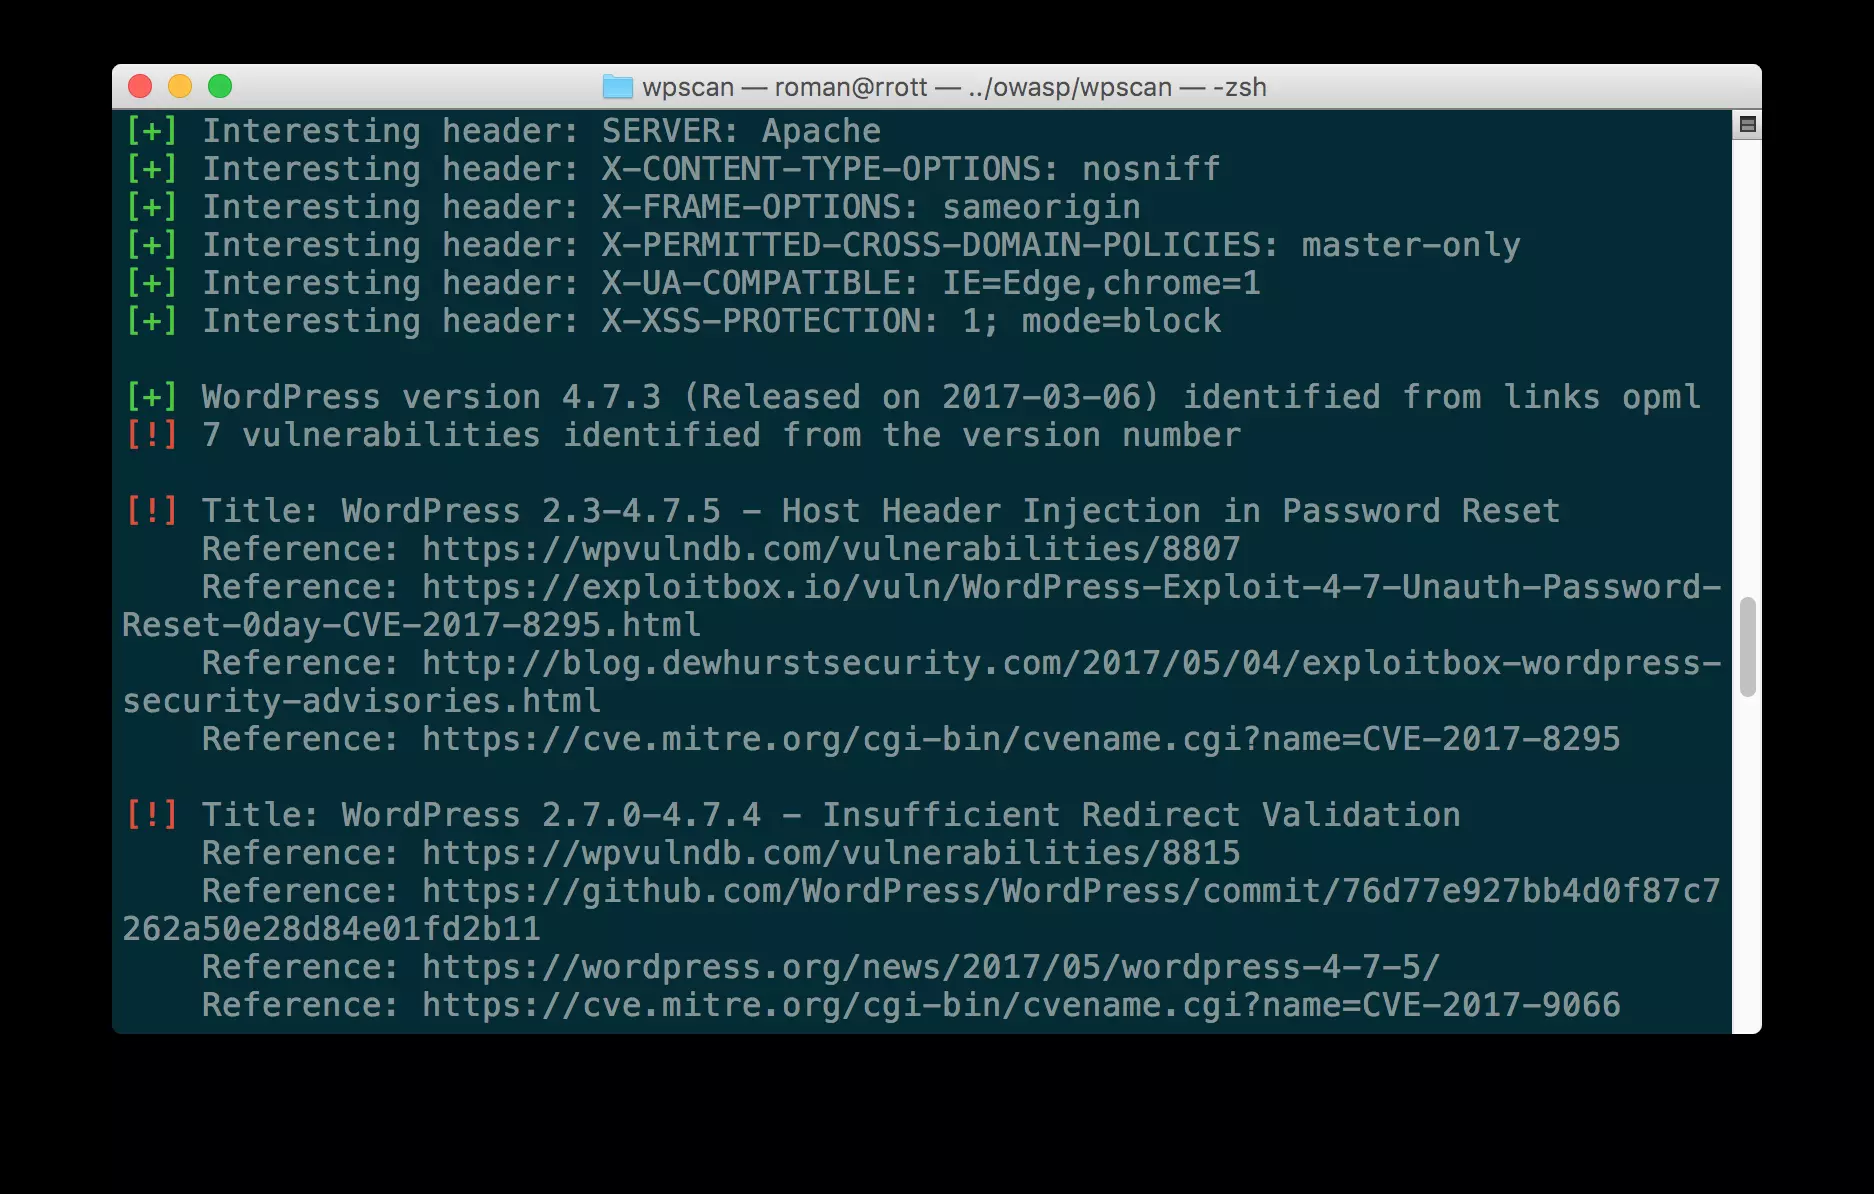 wpscan — roman@rrott — ../owasp/wpscan — -zsh
[+] Interesting header: SERVER: Apache
[+] Interesting header: X-CONTENT-TYPE-OPTIONS: nosniff
[+] Interesting header: X-FRAME-OPTIONS: sameorigin
[+] Interesting header: X-PERMITTED-CROSS-DOMAIN-POLICIES: master-only
[+] Interesting header: X-UA-COMPATIBLE: IE=Edge,chrome=1
[+] Interesting header: X-XSS-PROTECTION: 1; mode=block
[+] WordPress version 4.7.3 (Released on 2017-03-06) identified from links opml
[!] 7 vulnerabilities identified from the version number
[!] Title: WordPress 2.3-4.7.5 - Host Header Injection in Password Reset
Reference: https://wpvulndb.com/vulnerabilities/8807
Reference: https://exploitbox.io/vuln/WordPress-Exploit-4-7-Unauth-Password-
Reset-0day-CVE-2017-8295.html
Reference: http://blog.dewhurstsecurity.com/2017/05/04/exploitbox-wordpress-
security-advisories.html
Reference: https://cve.mitre.org/cgi-bin/cvename.cgi?name=CVE-2017-8295
[!] Title: WordPress 2.7.0-4.7.4 - Insufficient Redirect Validation
Reference: https://wpvulndb.com/vulnerabilities/8815
Reference: https://github.com/WordPress/WordPress/commit/76d77e927bb4d0f87c7
262a50e28d84e01fd2b11
Reference: https://wordpress.org/news/2017/05/wordpress-4-7-5/
Reference: https://cve.mitre.org/cgi-bin/cvename.cgi?name=CVE-2017-9066